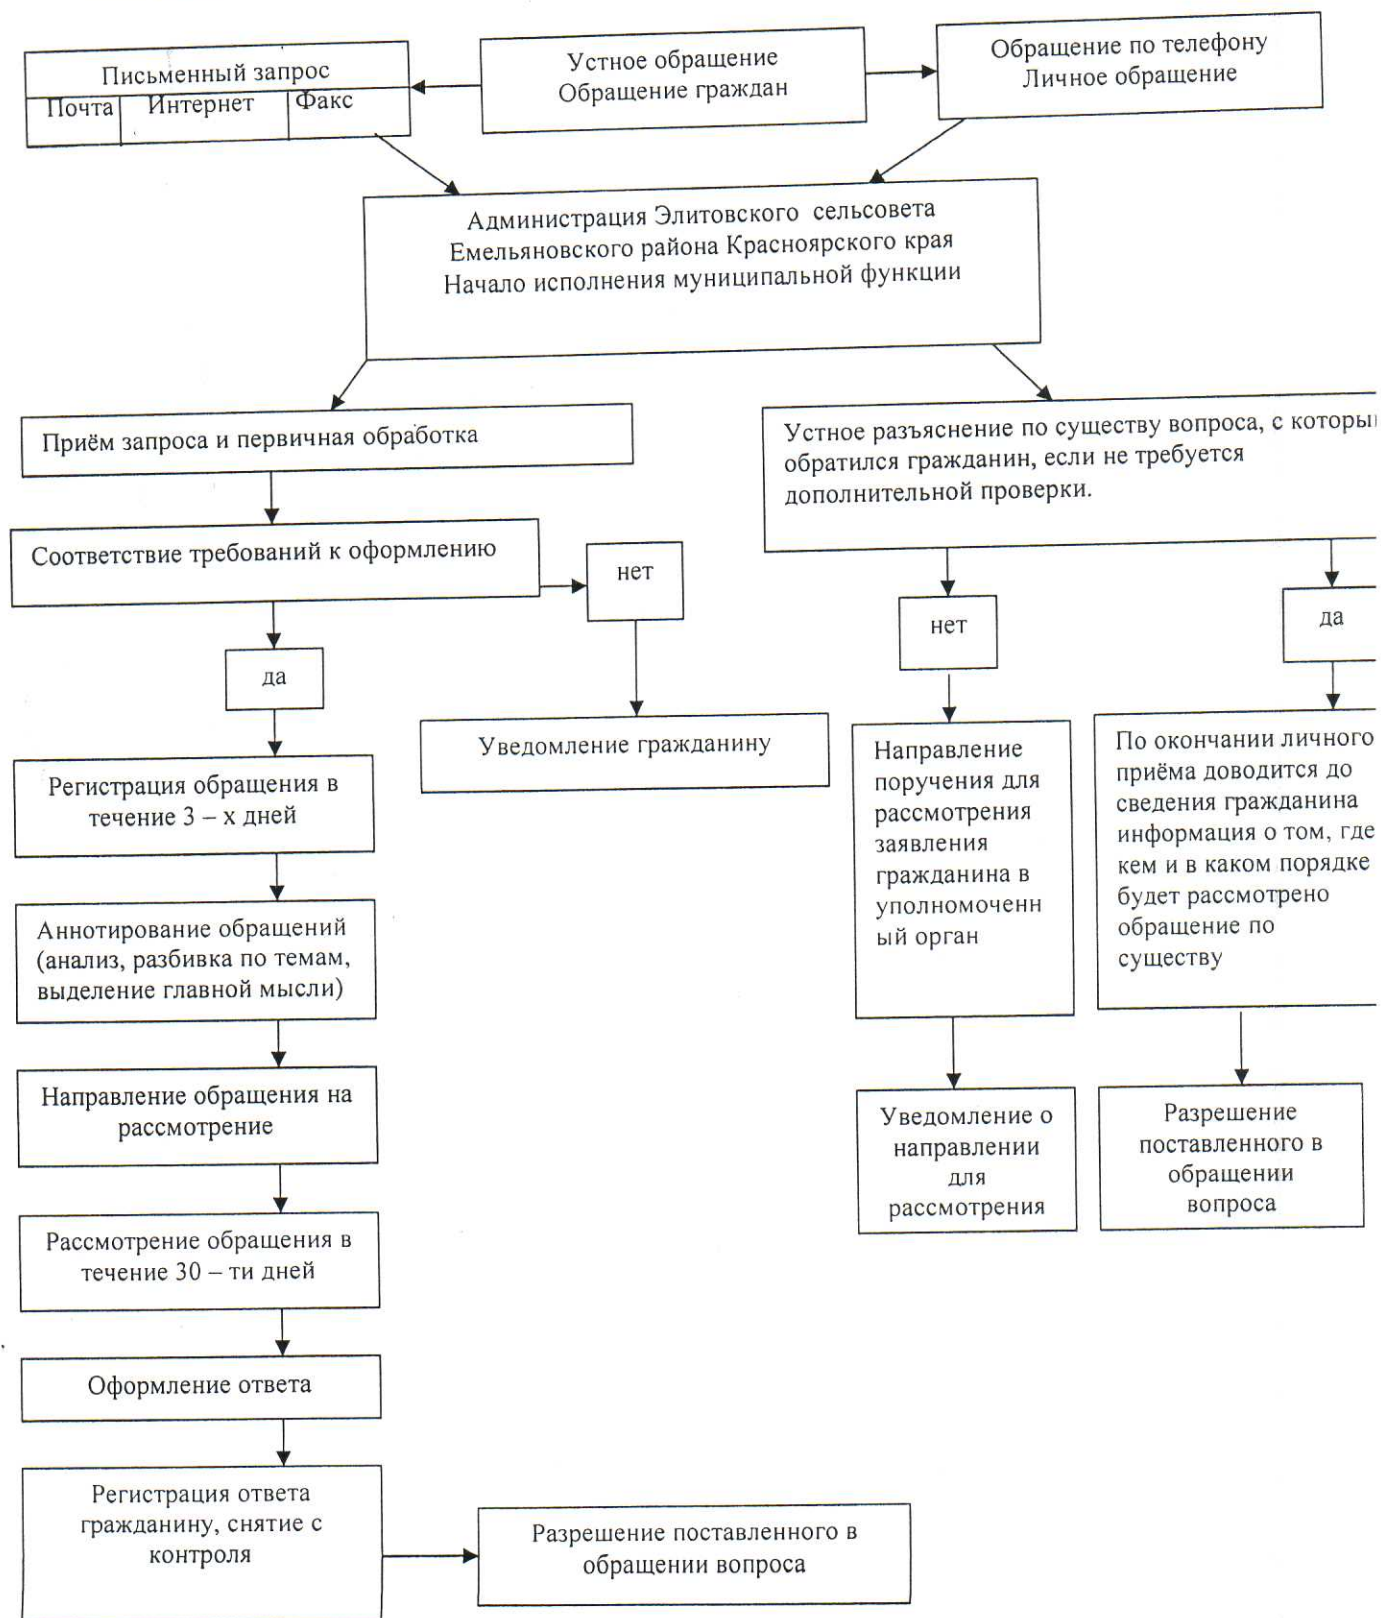 Письменный запрос
Почта Интернет Факс
Устное обращение
Обращение граждан
Обращение по телефону
Личное обращение
Администрация Элитовского сельсовета
Емельяновского района Красноярского края
Начало исполнения муниципальной функции
Приём запроса и первичная обработка
Устное разъяснение по существу вопроса, с которы
обратился гражданин, если не требуется
дополнительной проверки.
Соответствие требований к оформлению
нет
да
Уведомление гражданину
нет
да
Регистрация обращения в
течение 3 – х дней
Аннотирование обращений
(анализ, разбивка по темам,
выделение главной мысли)
Направление обращения на
рассмотрение
Рассмотрение обращения в
течение 30 – ти дней
Оформление ответа
Регистрация ответа
гражданину, снятие с
контроля
Разрешение поставленного в
обращении вопроса
Направление
поручения для
рассмотрения
заявления
гражданина в
уполномоченн
ый орган
Уведомление о
направлении
для
рассмотрения
По окончании личного
приёма доводится до
сведения гражданина
информация о том, где
кем и в каком порядке
будет рассмотрено
обращение по
существу
Разрешение
поставленного в
обращении
вопроса